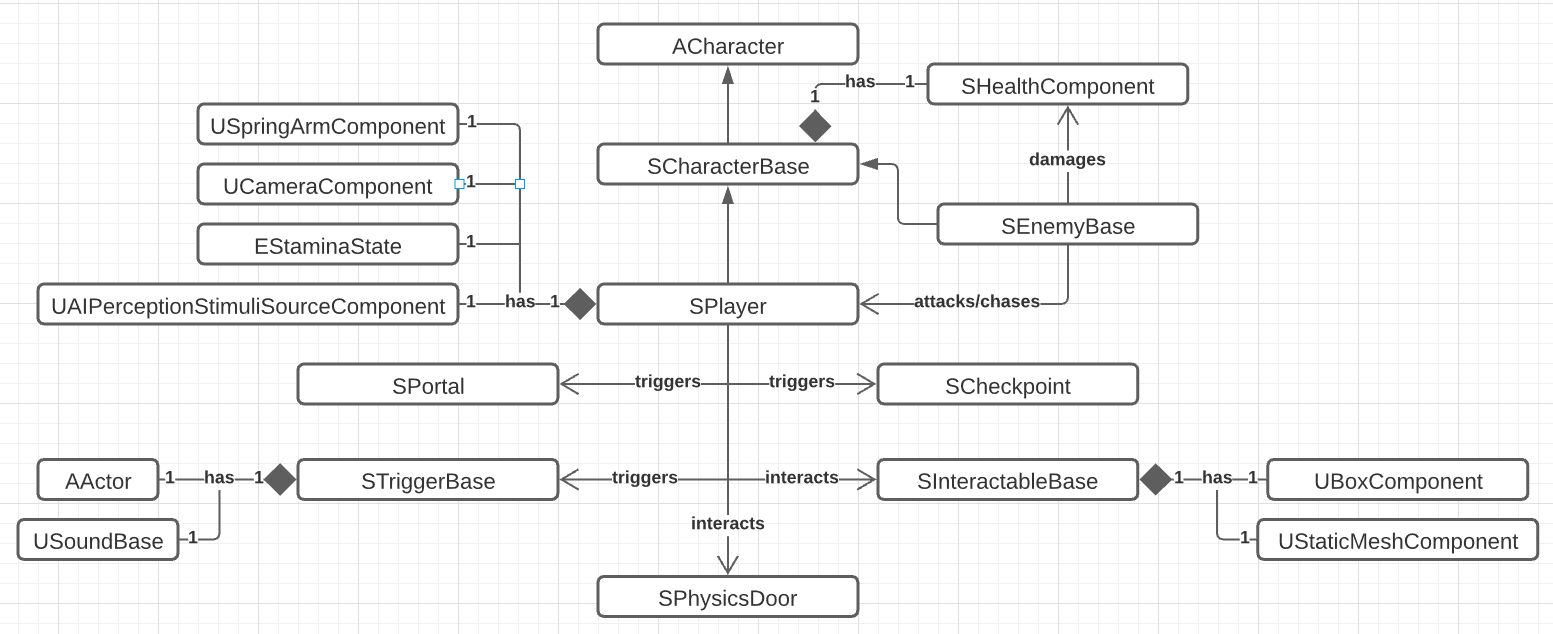 ACharacter
has
1
SHealthComponent
1
USpringArmComponent
1
damages
SCharacterBase
UCameraComponent
1
SEnemyBase
EStaminaState
1
UAIPerceptionStimuliSourceComponent
1
has
1
SPlayer
attacks/chases
SPortal
triggers
triggers
SCheckpoint
AActor
1
has
1
STriggerBase
triggers
interacts
SInteractableBase
1
has
1
UBoxComponent
interacts
USoundBase
1
1
UStaticMeshComponent
SPhysicsDoor